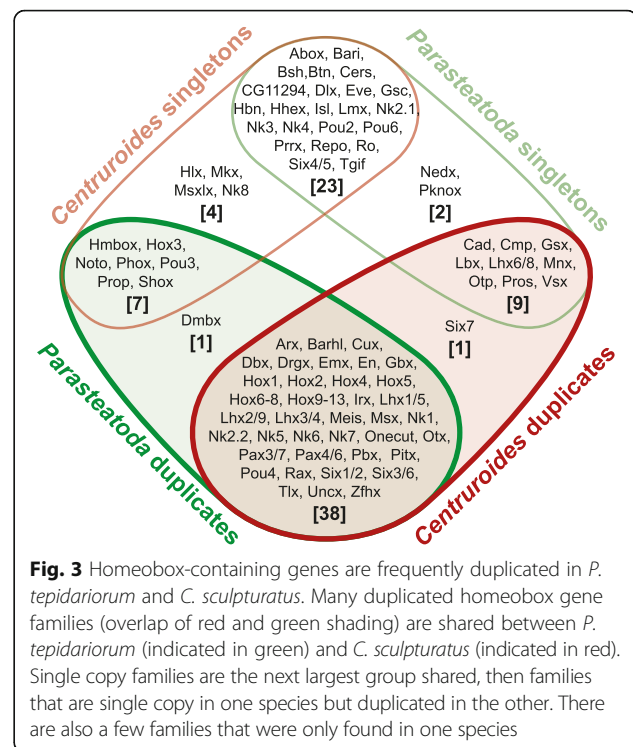 Centruroides singletons
Parasteatoda singletons
Abox, Bari,
Bsh,Btn, Cers,
CG11294, Dlx, Eve, Gsc,
Hbn, Hhex, Isl, Lmx, Nk2.1,
Nk3, Nk4, Pou2, Pou6,
Prrx, Repo, Ro,
Six4/5, Tgif
[23]
Hlx, Mkx,
Msxlx, Nk8
[4]
Nedx,
Pknox
[2]
Hmbox, Hox3,
Noto, Phox, Pou3,
Prop, Shox
[7]
Cad, Cmp, Gsx,
Lbx, Lhx6/8, Mnx,
Otp, Pros, Vsx
[9]
Dmbx
[1]
Six7
[1]
Arx, Barhl, Cux,
Dbx, Drgx, Emx, En, Gbx,
Hox1, Hox2, Hox4, Hox5,
Hox6-8, Hox9-13, Irx, Lhx1/5,
Lhx2/9, Lhx3/4, Meis, Msx, Nk1,
Nk2.2, Nk5, Nk6, Nk7, Onecut, Otx,
Pax3/7, Pax4/6, Pbx, Pitx,
Pou4, Rax, Six1/2, Six3/6,
Tlx, Uncx, Zfhx
[38]
Parasteatoda duplicates
Centruroides duplicates
Fig. 3 Homeobox-containing genes are frequently duplicated in P.
tepidariorum and C. sculpturatus. Many duplicated homeobox gene
families (overlap of red and green shading) are shared between P.
tepidariorum (indicated in green) and C. sculpturatus (indicated in red).
Single copy families are the next largest group shared, then families
that are single copy in one species but duplicated in the other. There
are also a few families that were only found in one species